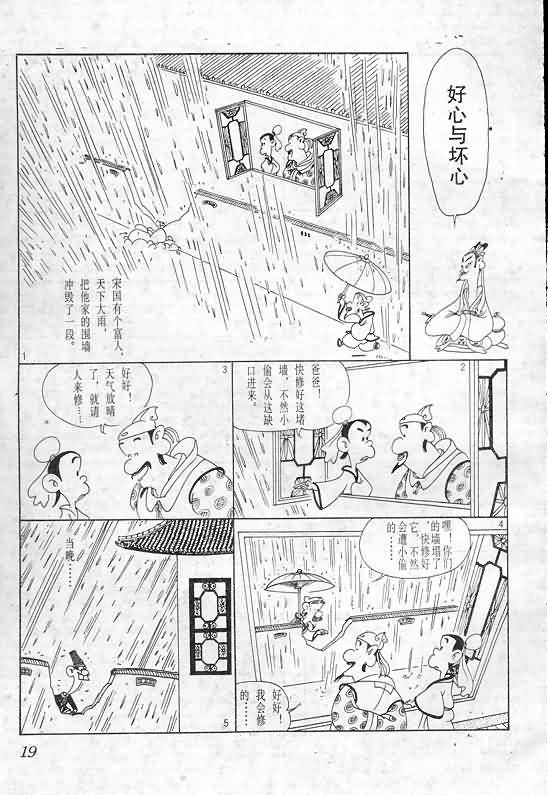 好心与坏心
宋国有个富人,
天下大雨,
把他家的围墙
冲毁了一段。
1
2
爸爸!
快修好这堵
墙,不然小
偷会从这缺
口进来。
3
好好!
天气放晴
了,就请
人来修……
4
嘿!你们
的墙塌了
快修好
它,不然
会遭小偷
的……
好好!
我会修
的……
当晚……
5
19